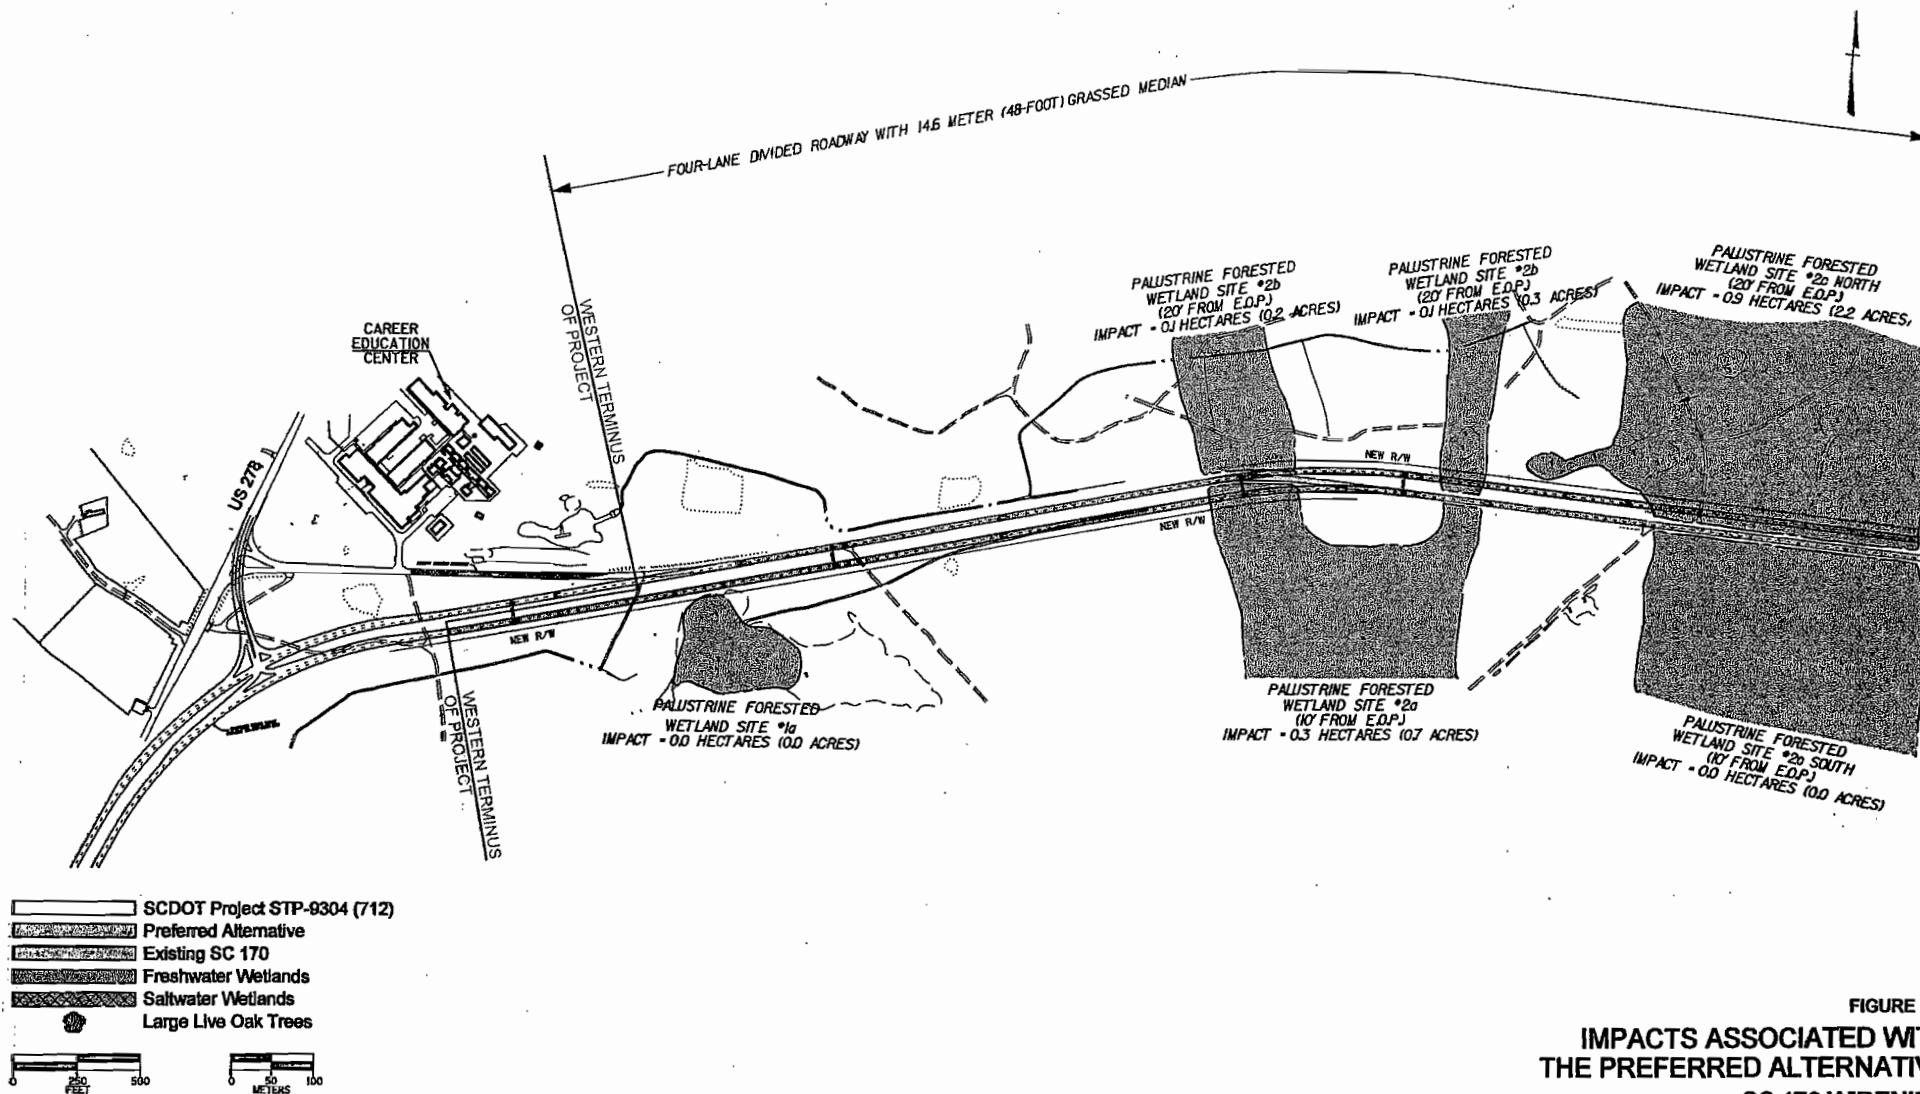 FOUR-LANE DIVIDED ROADWAY WITH 14.6 METER (48-FOOT) GRASSED MEDIAN
PALUSTRINE FORESTED
WETLAND SITE #2b
(20' FROM E.O.P.)
IMPACT = 0.1 HECTARES (0.2 ACRES)
PALUSTRINE FORESTED
WETLAND SITE #2b
(20' FROM E.O.P.)
IMPACT = 0.1 HECTARES (0.3 ACRES)
PALUSTRINE FORESTED
WETLAND SITE #2c NORTH
(20' FROM E.O.P.)
IMPACT = 0.9 HECTARES (2.2 ACRES,
CAREER
EDUCATION
CENTER
WESTERN TERMINUS
OF PROJECT
US 278
NEW R/W
NEW R/W
NEW R/W
WESTERN TERMINUS
OF PROJECT
PALUSTRINE FORESTED
WETLAND SITE #1a
IMPACT = 0.0 HECTARES (0.0 ACRES)
PALUSTRINE FORESTED
WETLAND SITE #2a
(10' FROM E.O.P.)
IMPACT = 0.3 HECTARES (0.7 ACRES)
PALUSTRINE FORESTED
WETLAND SITE #2c SOUTH
(10' FROM E.O.P.)
IMPACT = 0.0 HECTARES (0.0 ACRES)
SCDOT Project STP-9304 (712)
Preferred Alternative
Existing SC 170
Freshwater Wetlands
Saltwater Wetlands
Large Live Oak Trees
0 250 500
FEET
0 50 100
METERS
FIGURE
IMPACTS ASSOCIATED WIT
THE PREFERRED ALTERNATIV